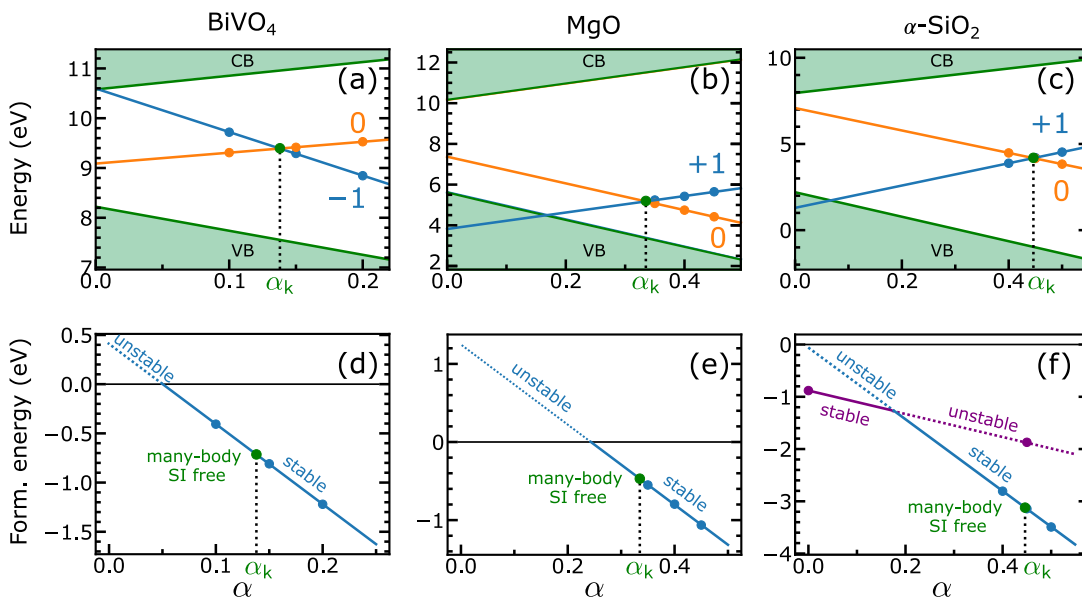 BiVO₄
MgO
α-SiO₂
Energy (eV)
11
10
9
8
7
CB
(a)
0
−1
VB
0.0
0.1
αₖ
0.2
12
10
8
6
4
2
CB
(b)
+1
0
VB
0.0
0.2
αₖ
0.4
10
5
0
CB
(c)
+1
0
VB
0.0
0.2
0.4
αₖ
Form. energy (eV)
0.5
0.0
−0.5
−1.0
−1.5
unstable
(d)
many-body
SI free
stable
0.0
0.1
αₖ
0.2
α
1
0
−1
unstable
(e)
many-body
SI free
stable
0.0
0.2
αₖ
0.4
α
0
−1
−2
−3
−4
unstable
(f)
stable
unstable
stable
many-body
SI free
0.0
0.2
0.4
αₖ
α